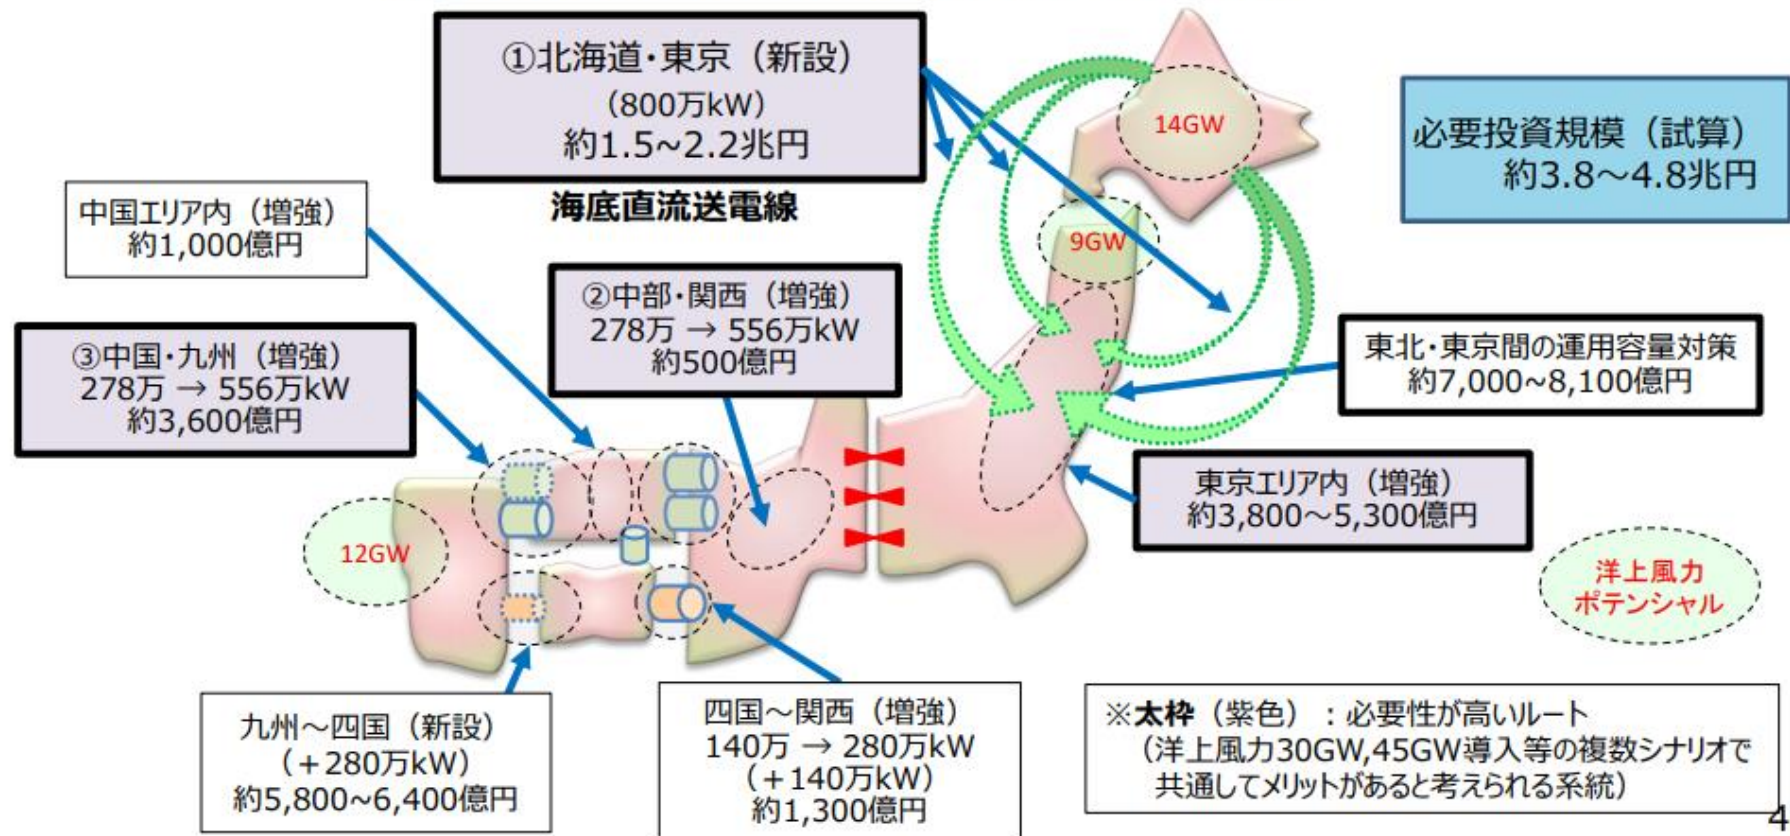 ①北海道・東京（新設）
（800万kW）
約1.5~2.2兆円
海底直流送電線
14GW
必要投資規模（試算）
約3.8～4.8兆円
中国エリア内（増強）
約1,000億円
9GW
②中部・関西（増強）
278万 → 556万kW
約500億円
③中国・九州（増強）
278万 → 556万kW
約3,600億円
東北・東京間の運用容量対策
約7,000~8,100億円
東京エリア内（増強）
約3,800～5,300億円
12GW
洋上風力
ポテンシャル
九州～四国（新設）
（＋280万kW）
約5,800~6,400億円
四国～関西（増強）
140万 → 280万kW
（＋140万kW）
約1,300億円
※太枠（紫色）：必要性が高いルート
（洋上風力30GW,45GW導入等の複数シナリオで
共通してメリットがあると考えられる系統）
4